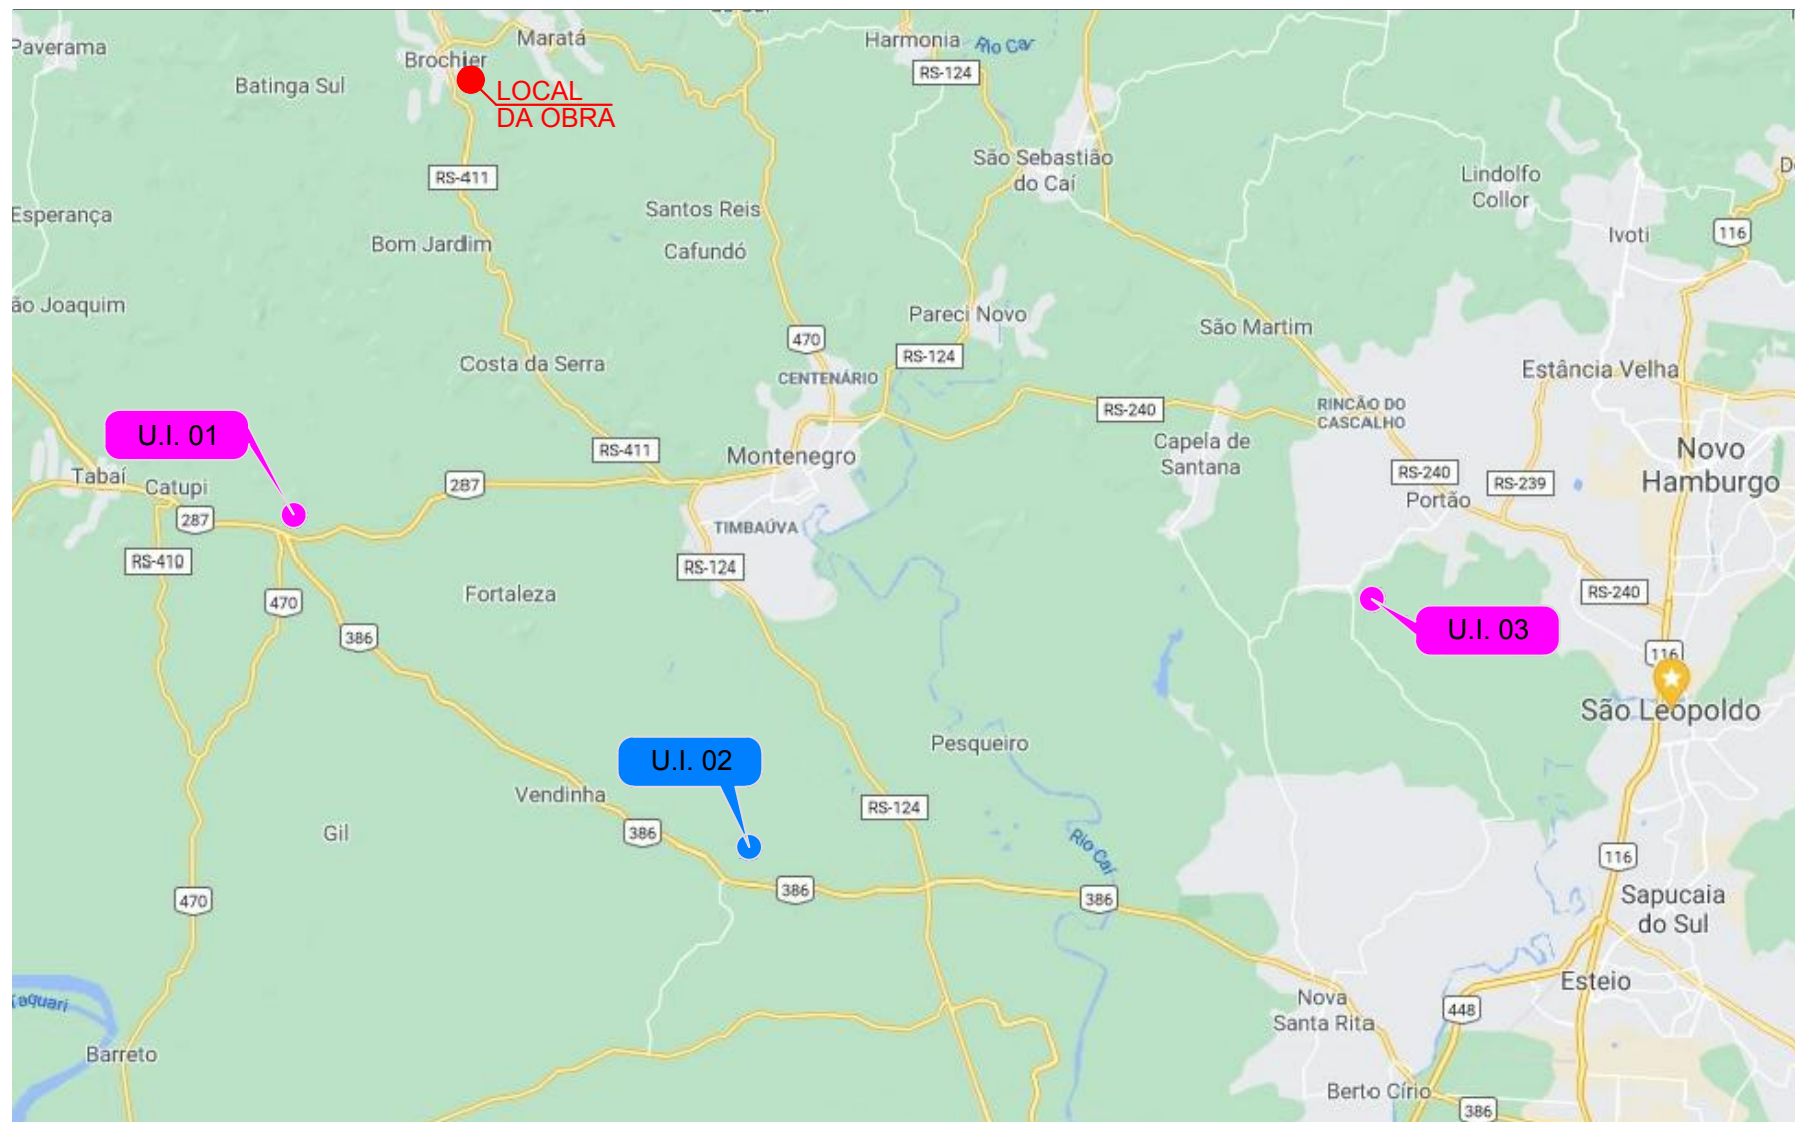 Paverama
Maratá
Harmonia
Rio Caí
Brochier
Batinga Sul
RS-124
LOCAL
DA OBRA
São Sebastião
do Caí
Lindolfo
Collor
RS-411
Esperança
Santos Reis
Bom Jardim
Cafundó
Ivoti
116
ão Joaquim
Pareci Novo
São Martim
470
RS-124
Costa da Serra
CENTENÁRIO
Estância Velha
RS-240
RINCÃO DO
CASCALHO
U.I. 01
RS-411
Montenegro
Capela de
Santana
Novo
Hamburgo
Tabaí
Catupi
287
RS-240
RS-239
Portão
287
TIMBAÚVA
RS-410
RS-124
Fortaleza
470
RS-240
386
U.I. 03
116
São Leopoldo
Pesqueiro
U.I. 02
Vendinha
RS-124
Gil
386
Rio Caí
116
386
386
470
Sapucaia
do Sul
Esteio
Nova
Santa Rita
448
aquari
Barreto
Berto Círio
386